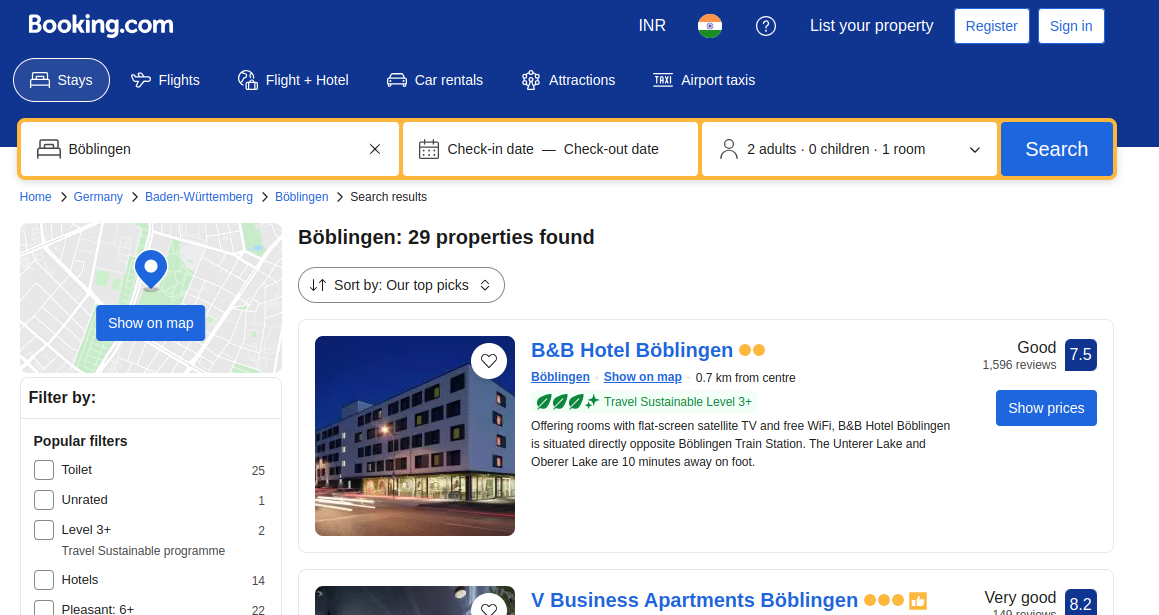 Booking.com
INR
List your property
Register
Sign in
Stays
Flights
Flight + Hotel
Car rentals
Attractions
TAXI Airport taxis
Böblingen
Check-in date — Check-out date
2 adults · 0 children · 1 room
Search
Home > Germany > Baden-Württemberg > Böblingen > Search results
Show on map
Filter by:
Popular filters
Toilet 25
Unrated 1
Level 3+ 2
Travel Sustainable programme
Hotels 14
Pleasant: 6+ 22
Böblingen: 29 properties found
Sort by: Our top picks
B&B Hotel Böblingen
Böblingen · Show on map · 0.7 km from centre
Travel Sustainable Level 3+
Offering rooms with flat-screen satellite TV and free WiFi, B&B Hotel Böblingen
is situated directly opposite Böblingen Train Station. The Unterer Lake and
Oberer Lake are 10 minutes away on foot.
Good 7.5
1,596 reviews
Show prices
V Business Apartments Böblingen
Very good 8.2
149 reviews